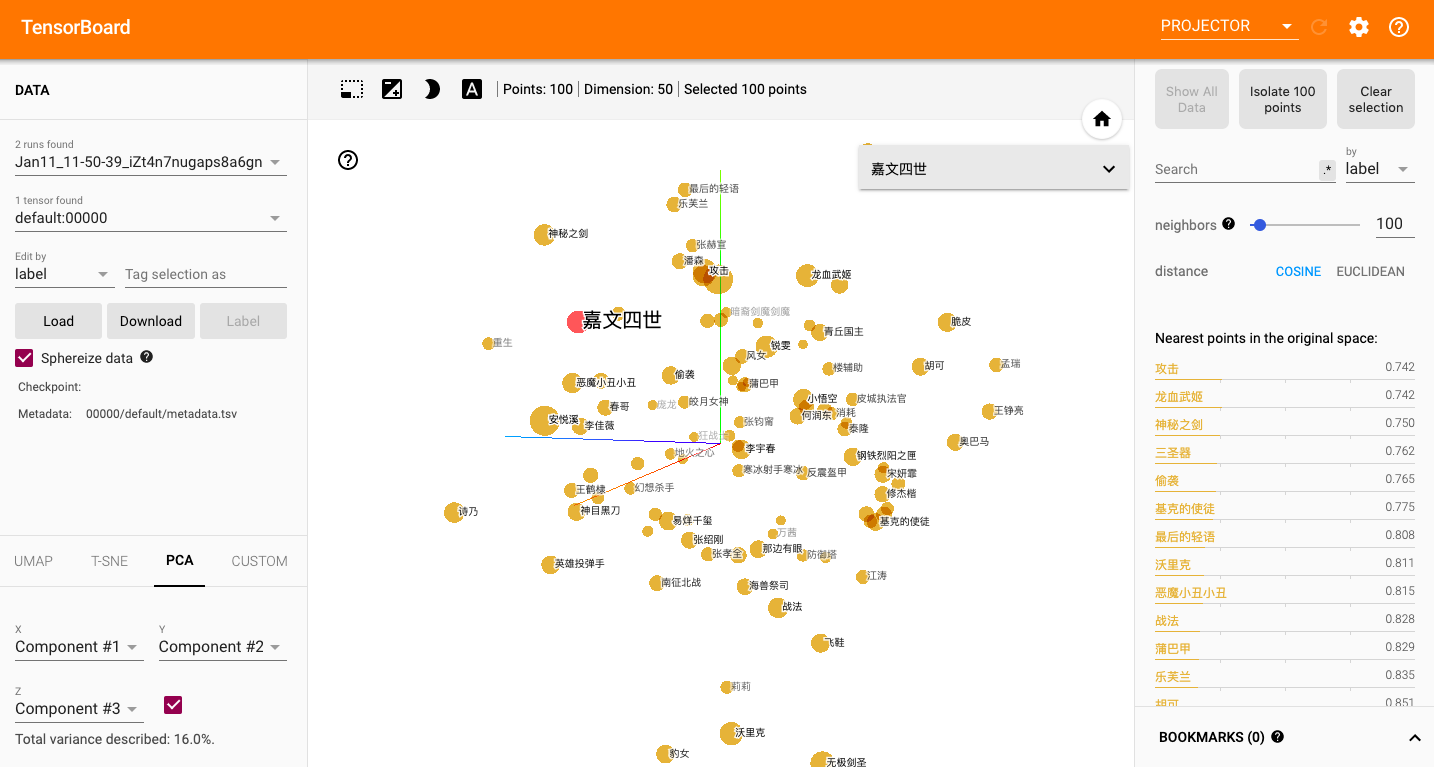 TensorBoard
PROJECTOR
DATA
Points: 100 | Dimension: 50 | Selected 100 points
Show All Data
Isolate 100 points
Clear selection
2 runs found
Jan11_11-50-39_iZt4n7nugaps8a6gn
1 tensor found
default:00000
Edit by
label
Tag selection as
Load
Download
Label
Sphereize data
Checkpoint:
Metadata: 00000/default/metadata.tsv
UMAP
T-SNE
PCA
CUSTOM
X
Component #1
Y
Component #2
Z
Component #3
Total variance described: 16.0%.
嘉文四世
最后的轻语
乐芙兰
神秘之剑
张赫宣
潘森
攻击
龙血武姬
暗裔剑魔剑魔
嘉文四世
脆皮
青丘国主
重生
锐雯
风女
楼辅助
胡可
孟瑞
偷袭
恶魔小丑小丑
蒲巴甲
小悟空
皮城执法官
春哥
庞龙
皎月女神
何润东
消耗
王铮亮
安悦溪
李佳薇
张钧甯
泰隆
狂战士
奥巴马
李宇春
地火之心
钢铁烈阳之匣
寒冰射手寒冰
反震盔甲
宋妍霏
王鹤棣
幻想杀手
修杰楷
诗乃
神目黑刀
易烊千玺
基克的使徒
万茜
张绍刚
张孝全
那边有眼
防御塔
英雄投弹手
江涛
南征北战
海兽祭司
战法
飞鞋
莉莉
沃里克
豹女
无极剑圣
Search
.*
by
label
neighbors
100
distance
COSINE
EUCLIDEAN
Nearest points in the original space:
攻击 0.742
龙血武姬 0.742
神秘之剑 0.750
三圣器 0.762
偷袭 0.765
基克的使徒 0.775
最后的轻语 0.808
沃里克 0.811
恶魔小丑小丑 0.815
战法 0.828
蒲巴甲 0.829
乐芙兰 0.835
胡可 0.851
BOOKMARKS (0)